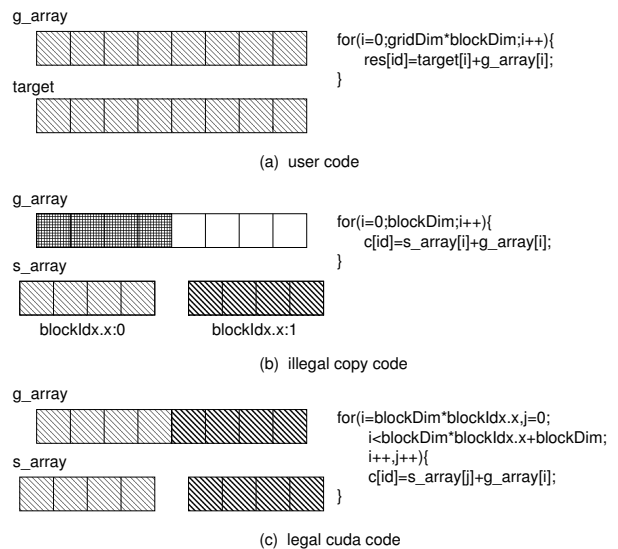 g_array
for(i=0;gridDim*blockDim;i++){
res[id]=target[i]+g_array[i];
}
target
(a) user code
g_array
for(i=0;blockDim;i++){
c[id]=s_array[i]+g_array[i];
}
s_array
blockIdx.x:0
blockIdx.x:1
(b) illegal copy code
g_array
for(i=blockDim*blockIdx.x,j=0;
i<blockDim*blockIdx.x+blockDim;
i++,j++){
c[id]=s_array[j]+g_array[i];
}
s_array
(c) legal cuda code